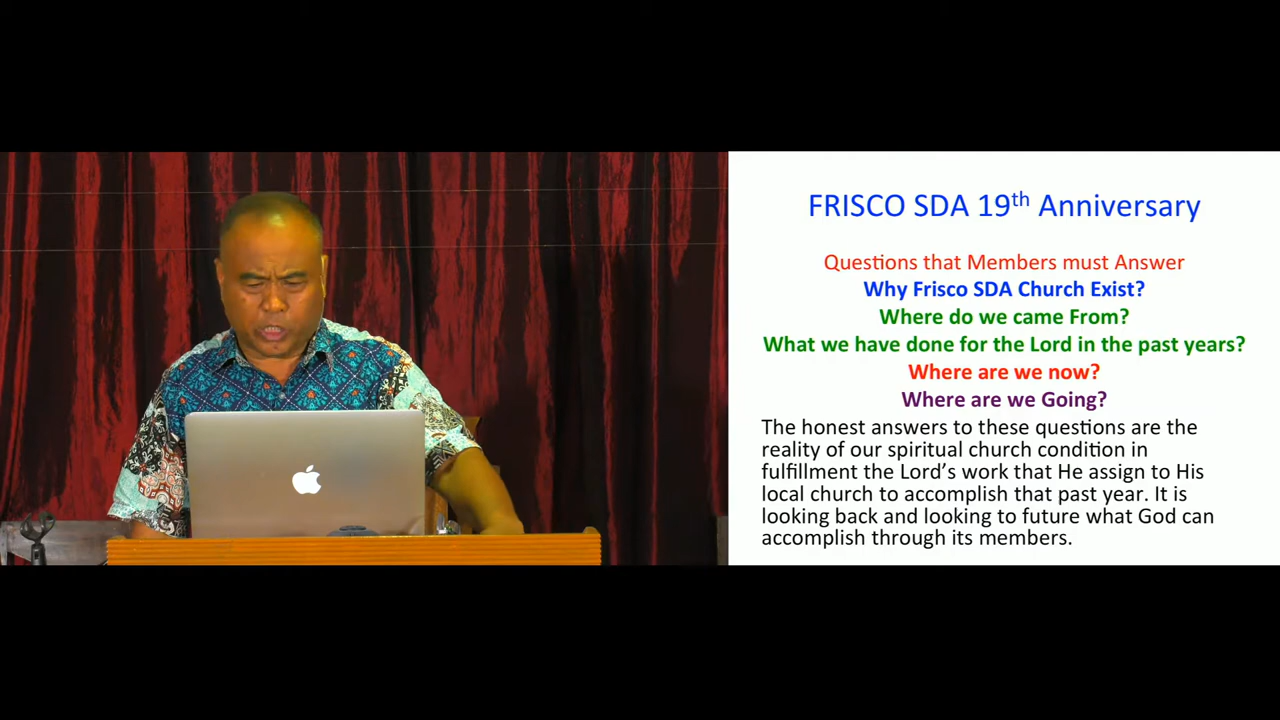 FRISCO SDA 19th Anniversary
Questions that Members must Answer
Why Frisco SDA Church Exist?
Where do we came From?
What we have done for the Lord in the past years?
Where are we now?
Where are we Going?
The honest answers to these questions are the
reality of our spiritual church condition in
fulfillment the Lord's work that He assign to His
local church to accomplish that past year. It is
looking back and looking to future what God can
accomplish through its members.